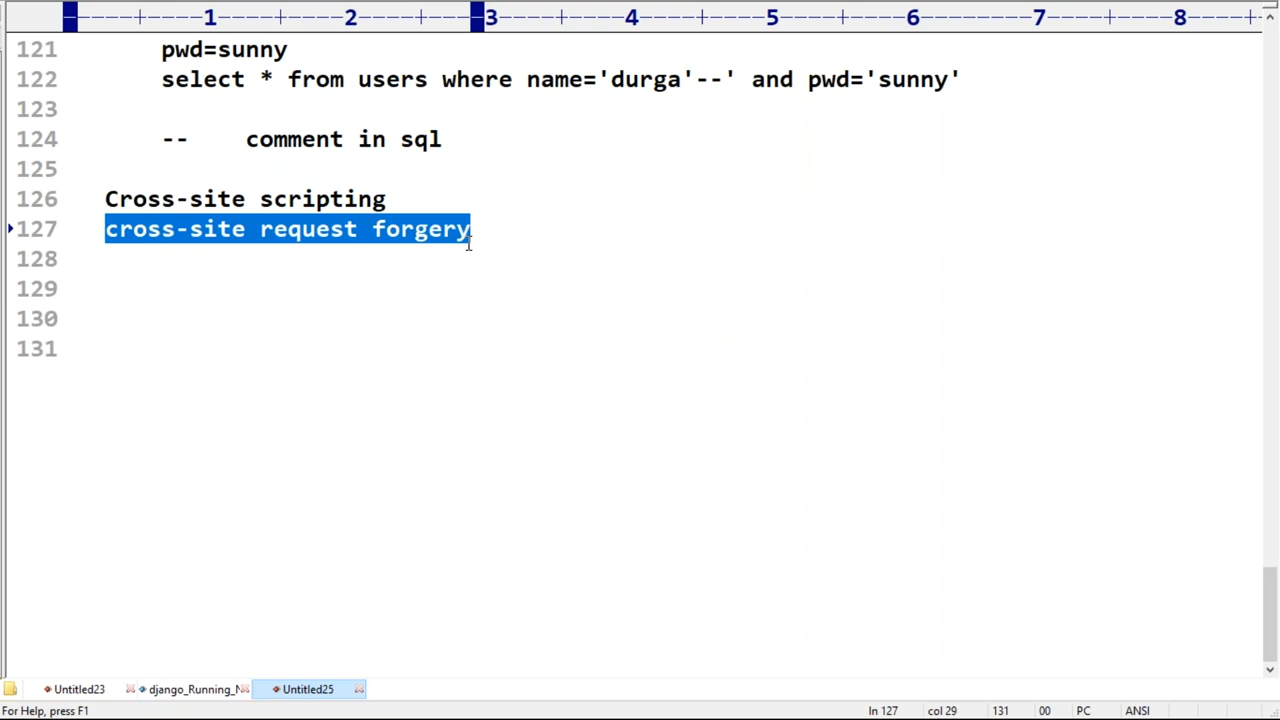 1 2 3 4 5 6 7 8
121 pwd=sunny
122 select * from users where name='durga'--' and pwd='sunny'
123
124 -- comment in sql
125
126 Cross-site scripting
127 cross-site request forgery
128
129
130
131
Untitled23 django_Running_N Untitled25
For Help, press F1 ln 127 col 29 131 00 PC ANSI